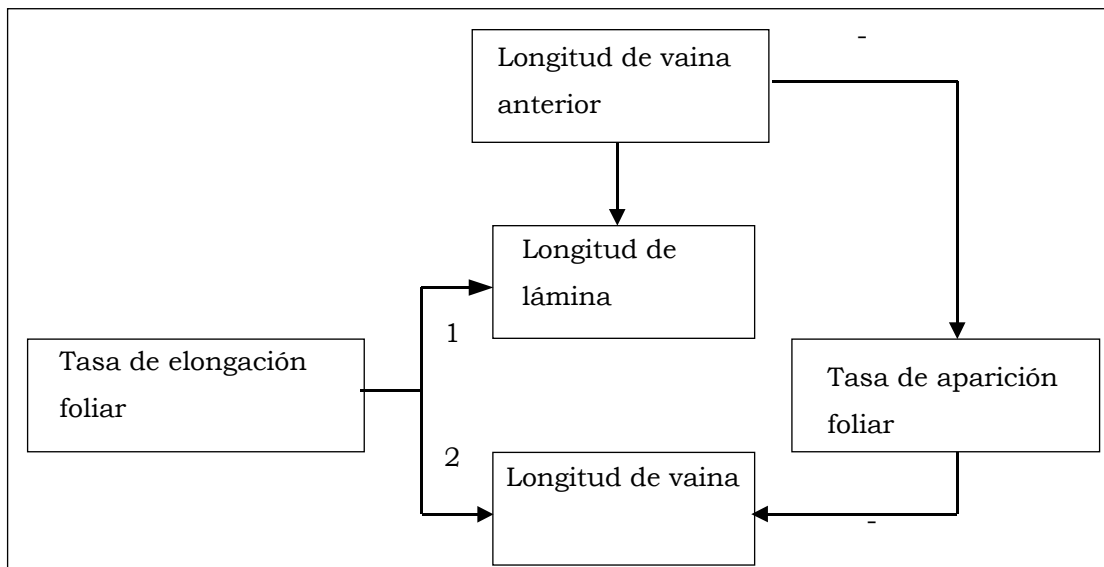 -
Longitud de vaina
anterior
Longitud de
lámina
1
Tasa de elongación
foliar
Tasa de aparición
foliar
2
Longitud de vaina
-